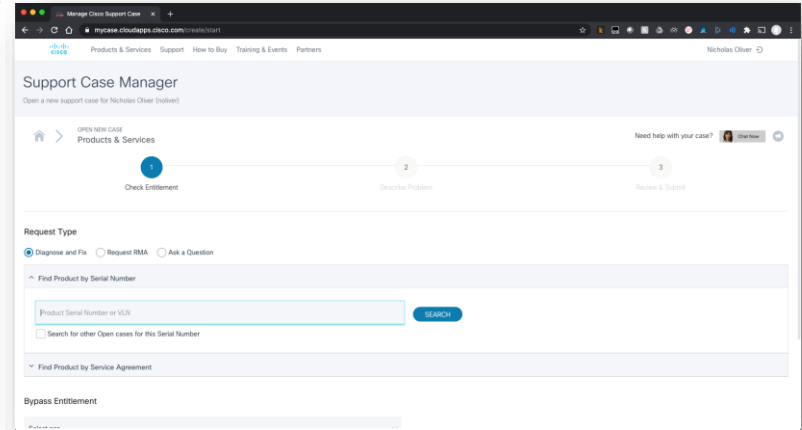 Manage Cisco Support Case
mycase.cloudapps.cisco.com/create/start
CISCO
Products & Services Support How to Buy Training & Events Partners
Nicholas Oliver
Support Case Manager
Open a new support case for Nicholas Oliver (noliver)
OPEN NEW CASE
Products & Services
Need help with your case? Chat Now
1 2 3
Check Entitlement Describe Problem Review & Submit
Request Type
Diagnose and Fix Request RMA Ask a Question
Find Product by Serial Number
Product Serial Number or VLN
SEARCH
Search for other Open cases for this Serial Number
Find Product by Service Agreement
Bypass Entitlement